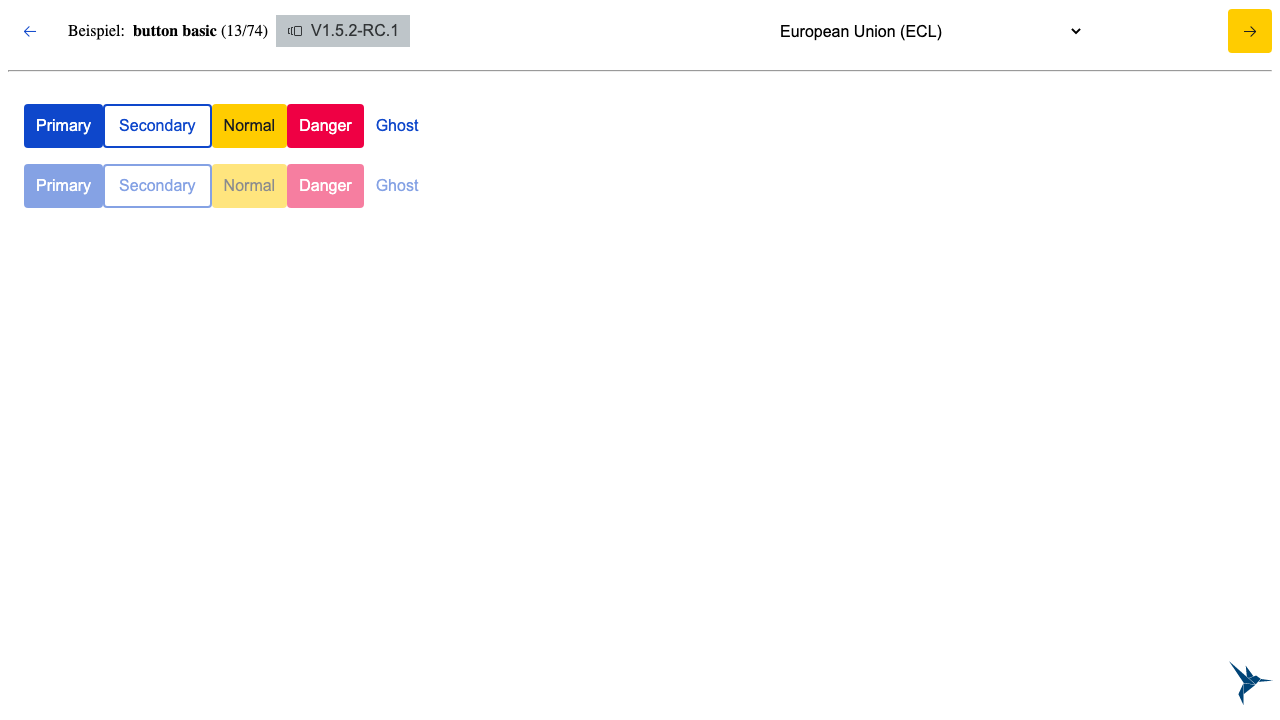 Beispiel: button basic (13/74) V1.5.2-RC.1 European Union (ECL)
Primary Secondary Normal Danger Ghost
Primary Secondary Normal Danger Ghost